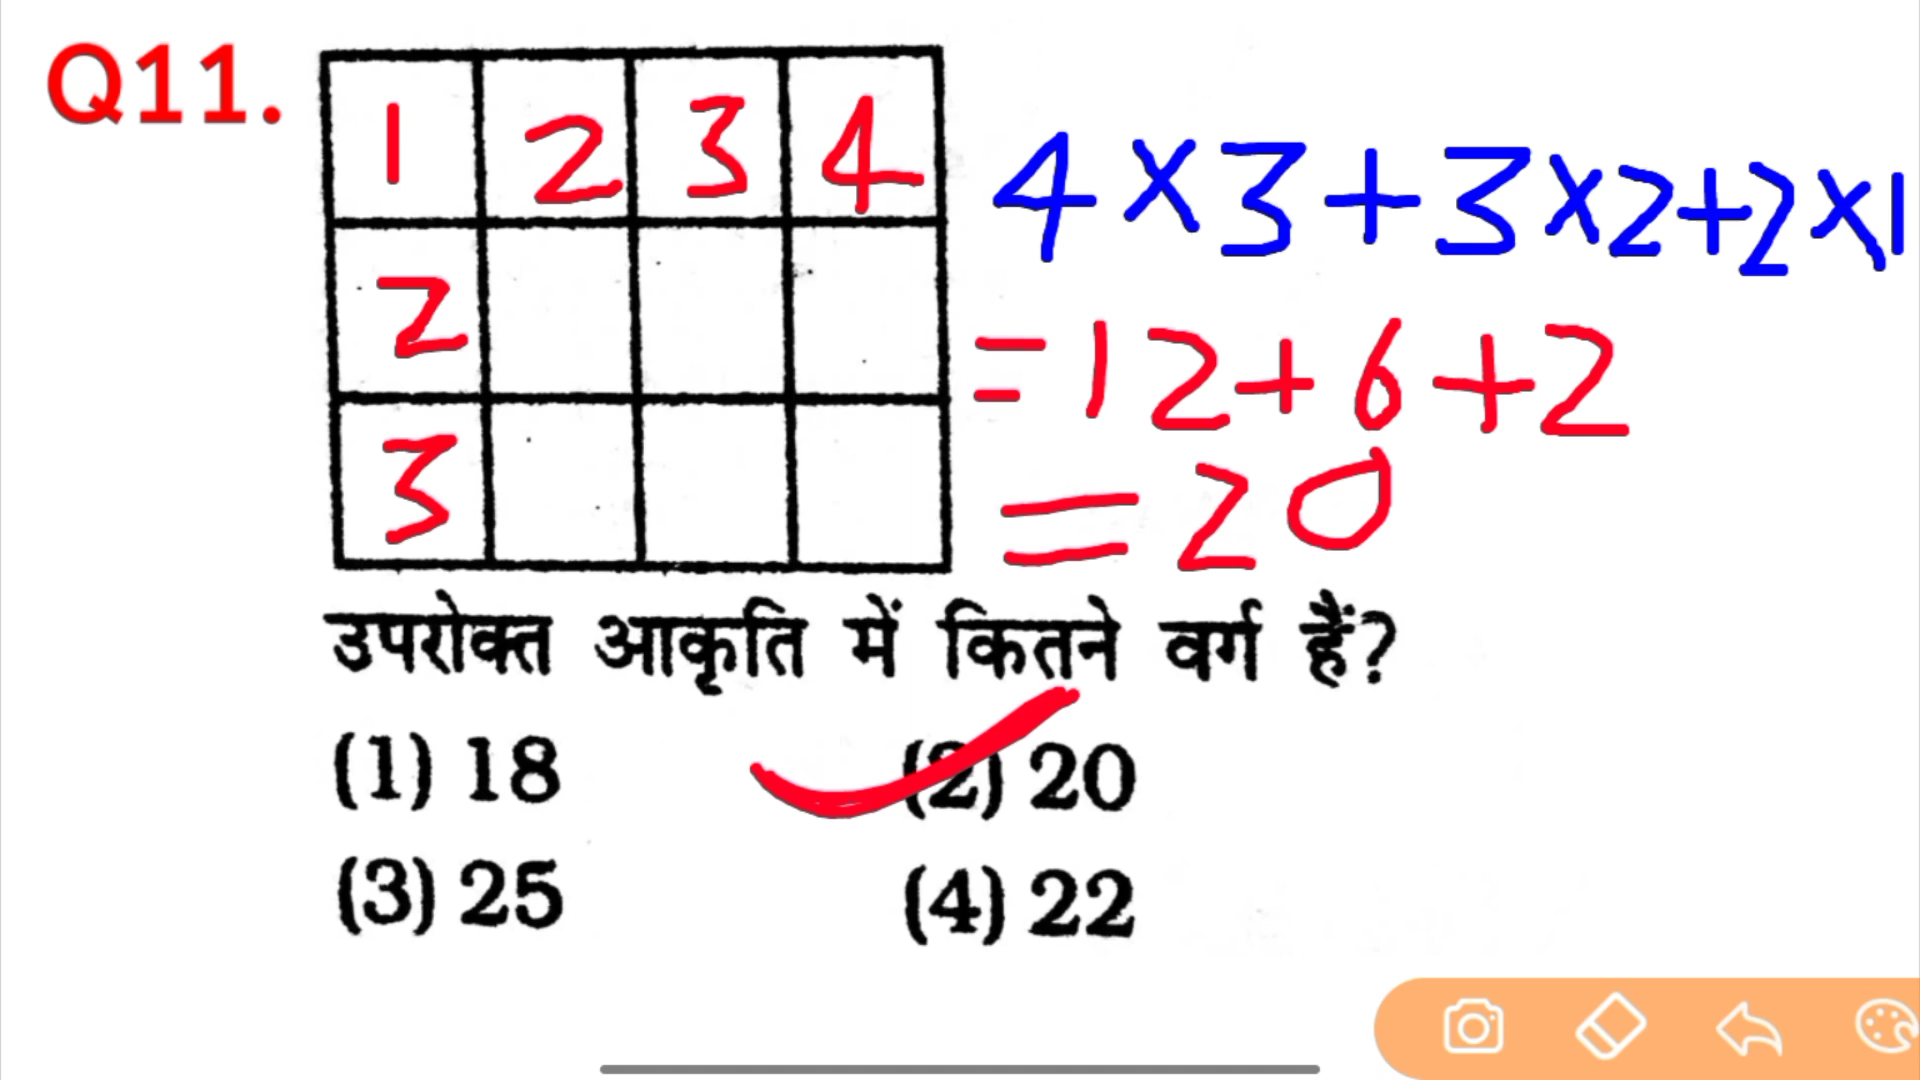 Q11.
1 2 3 4
2
3
4×3+3×2+2×1
=12+6+2
=20
उपरोक्त आकृति में कितने वर्ग हैं?
(1) 18 (2) 20
(3) 25 (4) 22